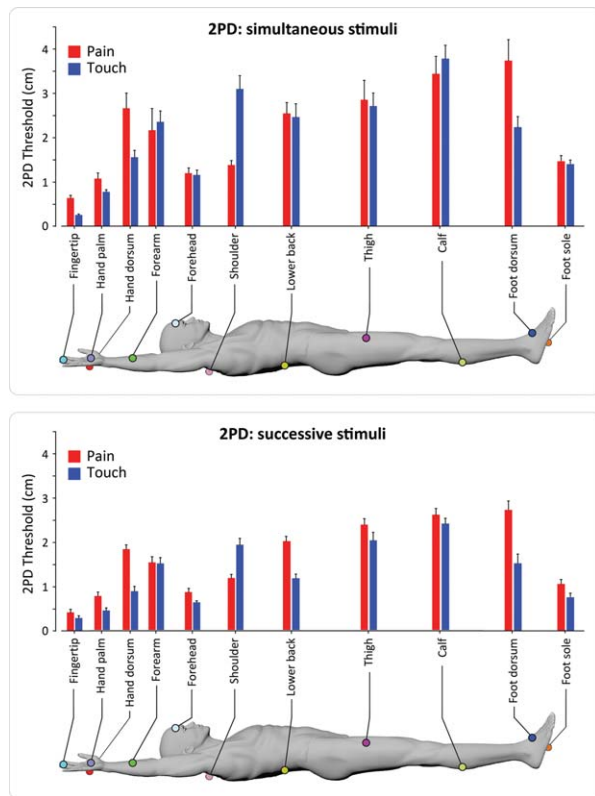 2PD: simultaneous stimuli
Pain
Touch
2PD Threshold (cm)
4
3
2
1
0
Fingertip
Hand palm
Hand dorsum
Forearm
Forehead
Shoulder
Lower back
Thigh
Calf
Foot dorsum
Foot sole
2PD: successive stimuli
Pain
Touch
2PD Threshold (cm)
4
3
2
1
0
Fingertip
Hand palm
Hand dorsum
Forearm
Forehead
Shoulder
Lower back
Thigh
Calf
Foot dorsum
Foot sole